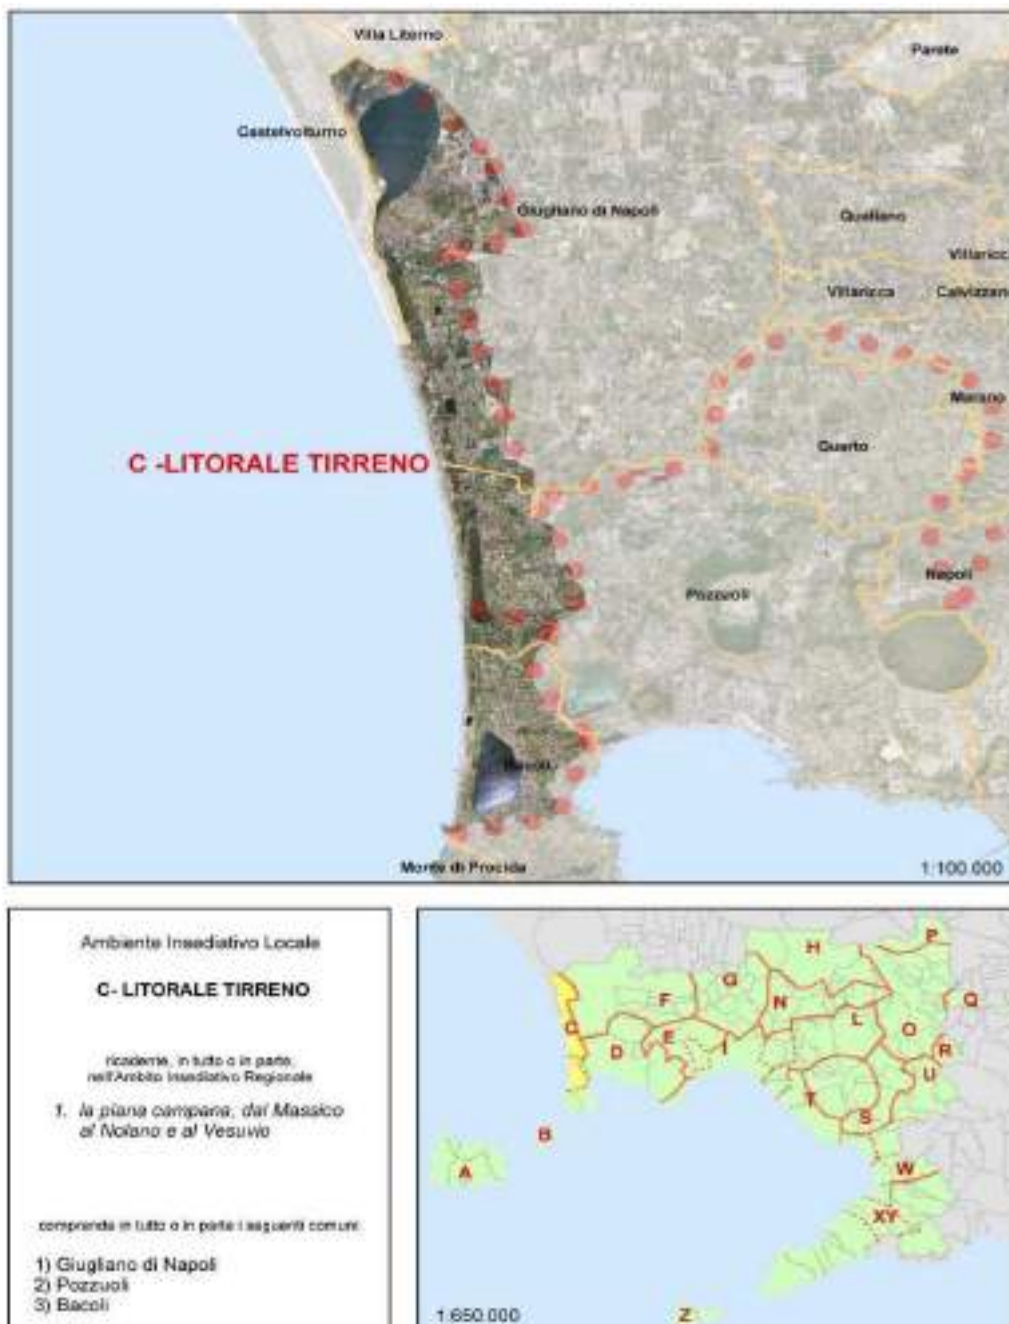 Villa Literno
Parete
Castelvolturno
Giugliano di Napoli
Qualiano
Villaricca
Villaricca
Calvizzano
Marano
C -LITORALE TIRRENO
Quarto
Napoli
Pozzuoli
Bacoli
Monte di Procida
1:100.000
Ambiente Insediativo Locale
C- LITORALE TIRRENO
ricadente, in tutto o in parte,
nell'Ambito Insediativo Regionale
1. la piana campana, dal Massico
al Nolano e al Vesuvio
comprende in tutto o in parte i seguenti comuni
1) Giugliano di Napoli
2) Pozzuoli
3) Bacoli
P
H
G
F
N
Q
C
L
O
E
D
I
R
U
T
S
B
A
W
XY
1:650.000
Z